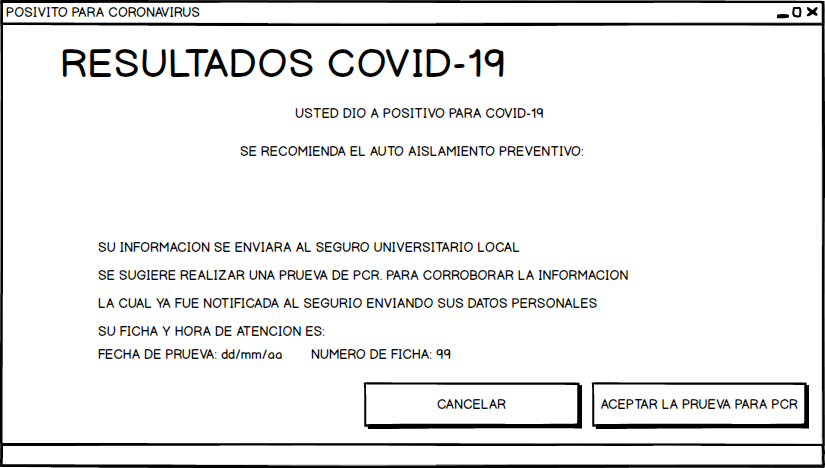 POSIVITO PARA CORONAVIRUS
RESULTADOS COVID-19
USTED DIO A POSITIVO PARA COVID-19
SE RECOMIENDA EL AUTO AISLAMIENTO PREVENTIVO:
SU INFORMACION SE ENVIARA AL SEGURO UNIVERSITARIO LOCAL
SE SUGIERE REALIZAR UNA PRUEBA DE PCR. PARA CORROBORAR LA INFORMACION
LA CUAL YA FUE NOTIFICADA AL SEGURIO ENVIANDO SUS DATOS PERSONALES
SU FICHA Y HORA DE ATENCION ES:
FECHA DE PRUEBA: dd/mm/aa NUMERO DE FICHA: 99
CANCELAR ACEPTAR LA PRUEVA PARA PCR